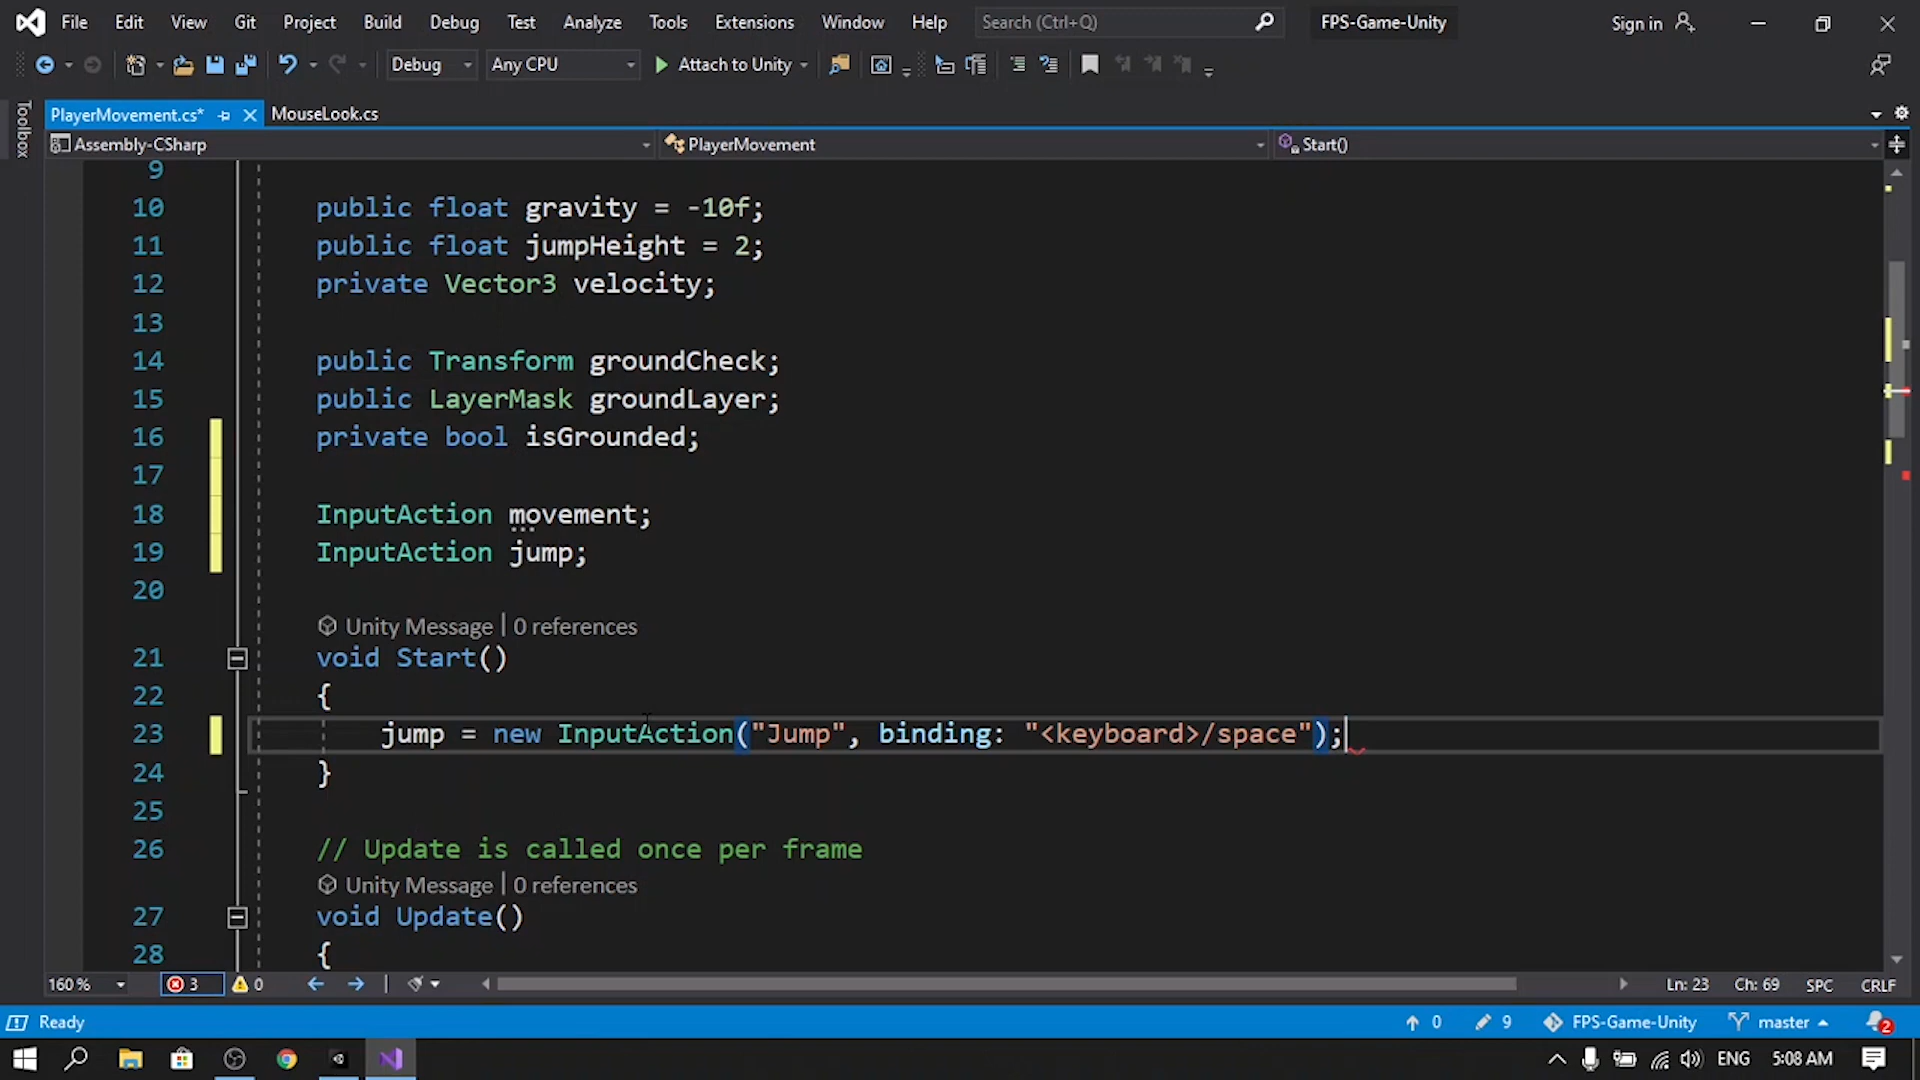 File Edit View Git Project Build Debug Test Analyze Tools Extensions Window Help Search (Ctrl+Q) FPS-Game-Unity Sign in
Debug Any CPU Attach to Unity
Toolbox
PlayerMovement.cs* MouseLook.cs
Assembly-CSharp PlayerMovement Start()
9
10 public float gravity = -10f;
11 public float jumpHeight = 2;
12 private Vector3 velocity;
13
14 public Transform groundCheck;
15 public LayerMask groundLayer;
16 private bool isGrounded;
17
18 InputAction movement;
19 InputAction jump;
20
Unity Message | 0 references
21 void Start()
22 {
23 jump = new InputAction("Jump", binding: "<keyboard>/space");
24 }
25
26 // Update is called once per frame
Unity Message | 0 references
27 void Update()
28 {
160 % 3 0 Ln: 23 Ch: 69 SPC CRLF
Ready 0 9 FPS-Game-Unity master 2
ENG 5:08 AM